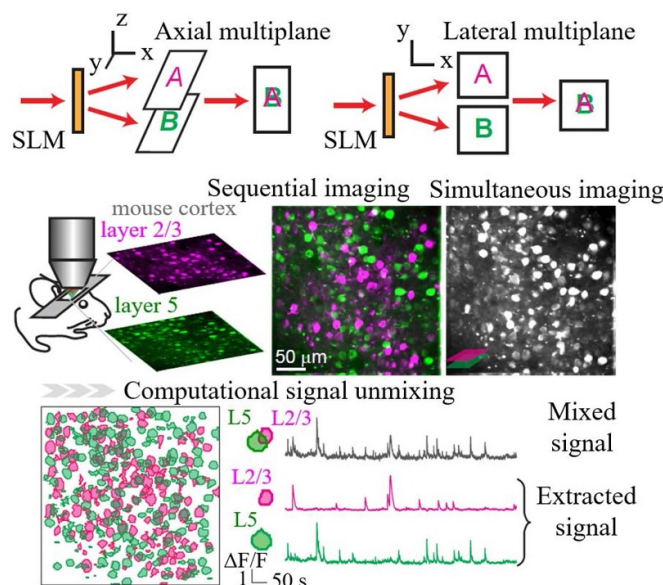 z
Axial multiplane
y
x
A
B
B
A
SLM
Lateral multiplane
y
x
A
B
B
A
SLM
Sequential imaging
Simultaneous imaging
mouse cortex
layer 2/3
layer 5
50 μm
Computational signal unmixing
L5
L2/3
Mixed
signal
L2/3
Extracted
signal
L5
ΔF/F
1
50 s